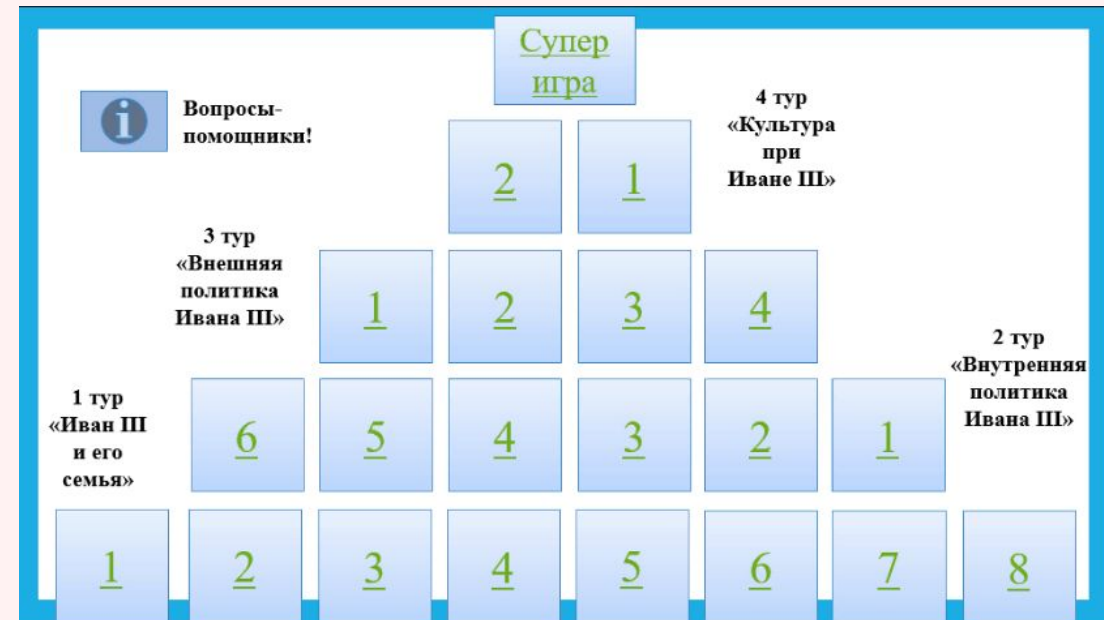 Супер
игра
Вопросы-
помощники!
4 тур
«Культура
при
Иване III»
2 1
3 тур
«Внешняя
политика
Ивана III»
1 2 3 4
2 тур
«Внутренняя
политика
Ивана III»
1 тур
«Иван III
и его
семья»
6 5 4 3 2 1
1 2 3 4 5 6 7 8